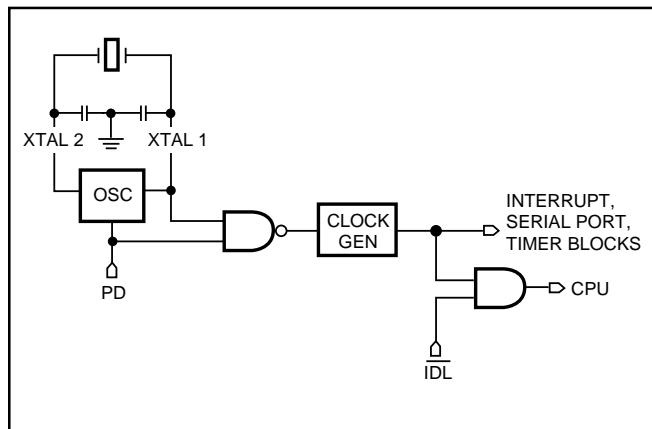 XTAL 2
XTAL 1
OSC
PD
CLOCK
GEN
INTERRUPT,
SERIAL PORT,
TIMER BLOCKS
CPU
IDL